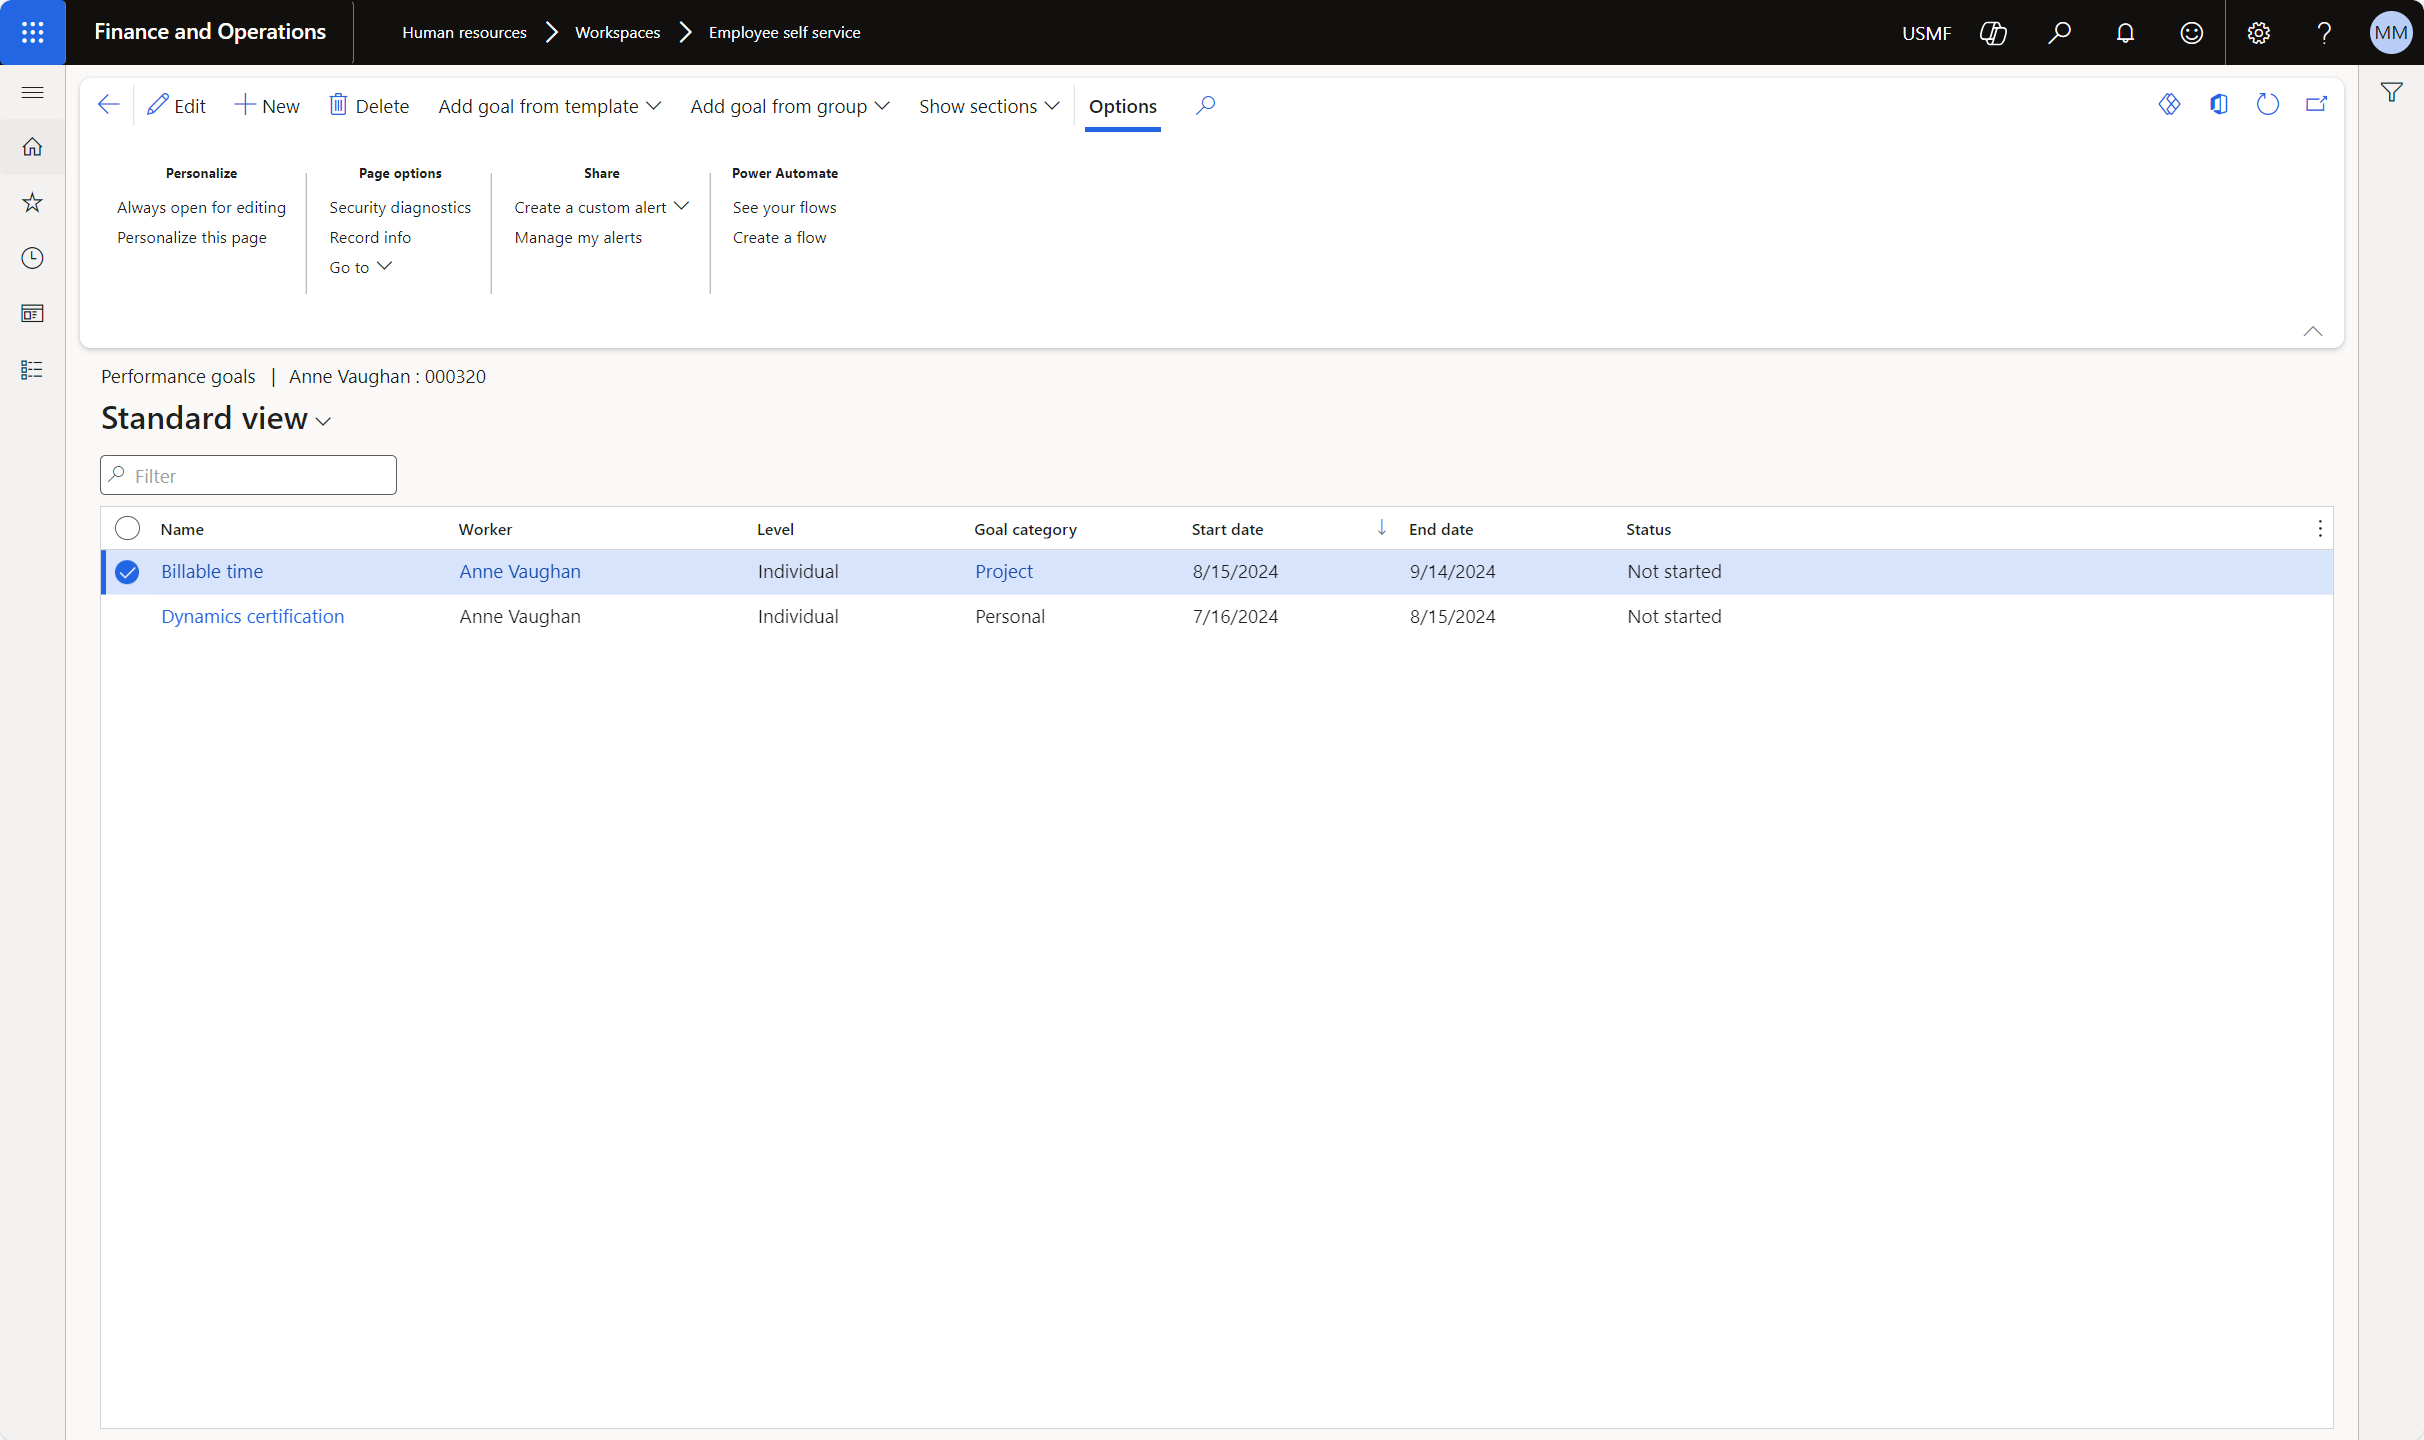 Finance and Operations
Human resources Workspaces Employee self service
USMF
MM
Edit New Delete Add goal from template Add goal from group Show sections Options
Personalize
Always open for editing
Personalize this page
Page options
Security diagnostics
Record info
Go to
Share
Create a custom alert
Manage my alerts
Power Automate
See your flows
Create a flow
Performance goals | Anne Vaughan : 000320
Standard view
Filter
Name Worker Level Goal category Start date End date Status
Billable time Anne Vaughan Individual Project 8/15/2024 9/14/2024 Not started
Dynamics certification Anne Vaughan Individual Personal 7/16/2024 8/15/2024 Not started